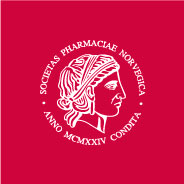 SOCIETAS PHARMACIAE NORVEGICA
· ANNO MCMXXIV CONDITA ·